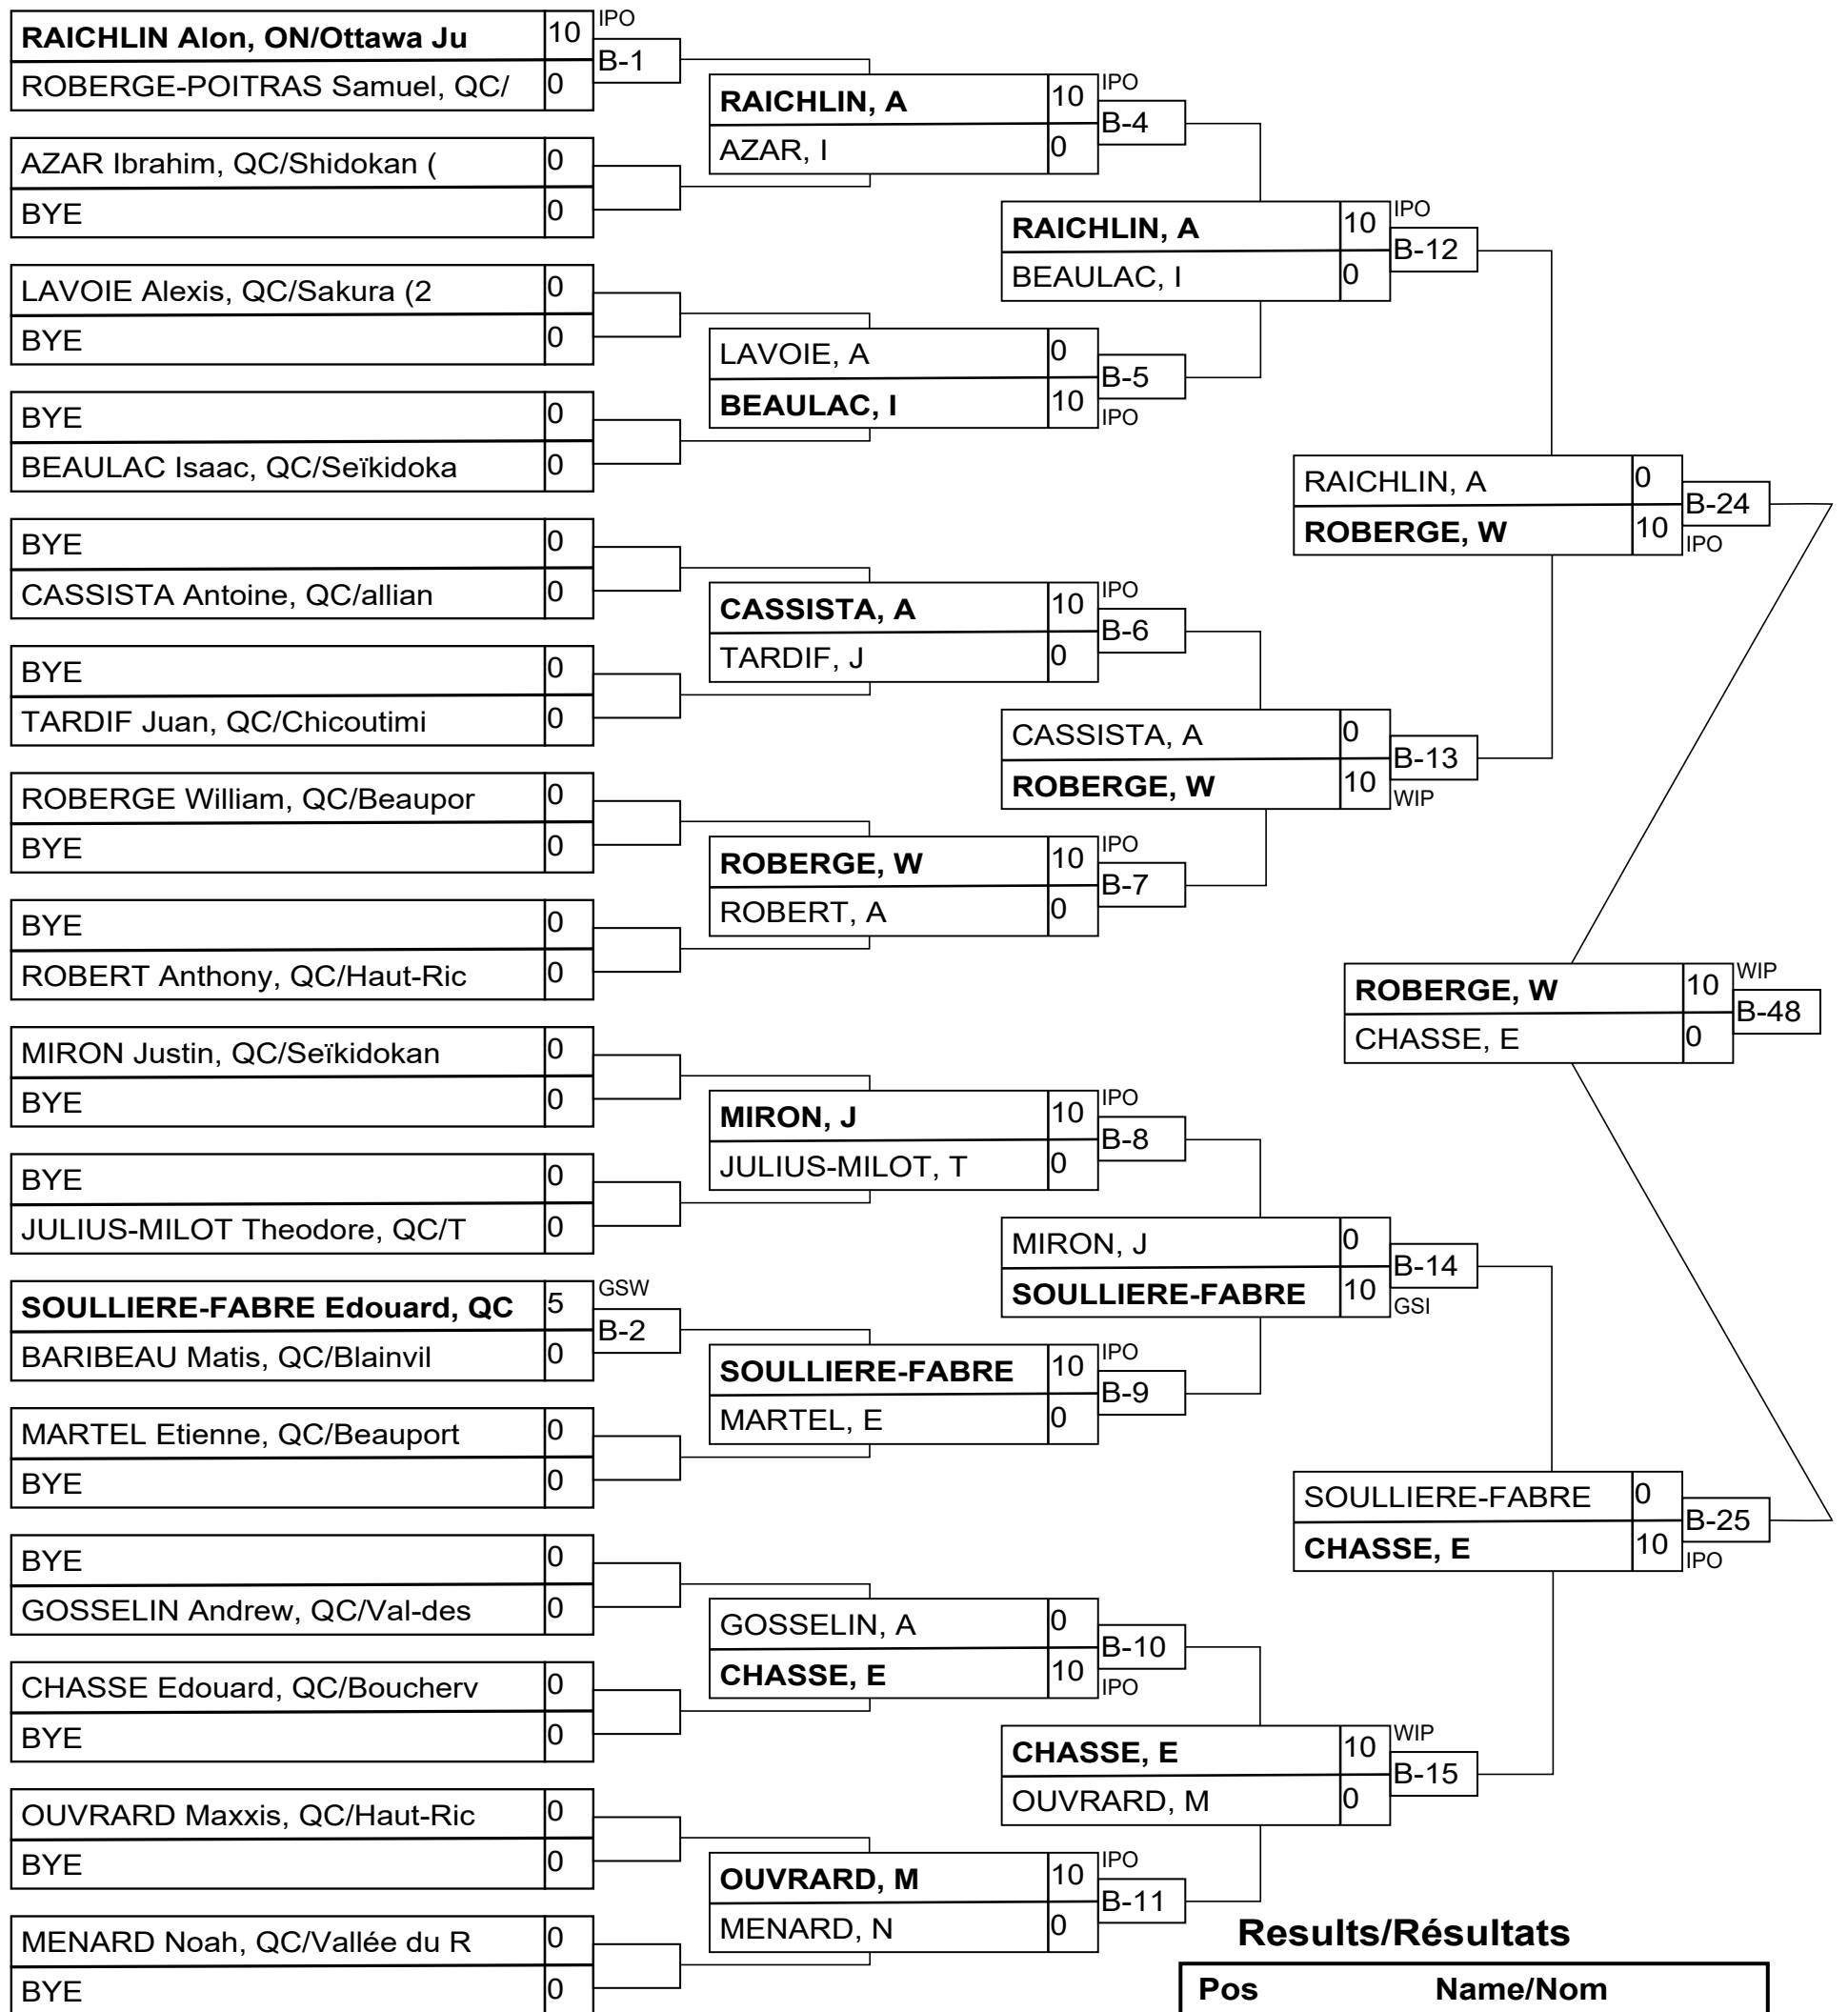 RAICHLIN Alon, ON/Ottawa Ju 10 IPO
B-1
ROBERGE-POITRAS Samuel, QC/ 0
AZAR Ibrahim, QC/Shidokan ( 0
BYE 0
LAVOIE Alexis, QC/Sakura (2 0
BYE 0
BYE 0
BEAULAC Isaac, QC/Seïkidoka 0
BYE 0
CASSISTA Antoine, QC/allian 0
BYE 0
TARDIF Juan, QC/Chicoutimi 0
ROBERGE William, QC/Beaupor 0
BYE 0
BYE 0
ROBERT Anthony, QC/Haut-Ric 0
MIRON Justin, QC/Seïkidokan 0
BYE 0
BYE 0
JULIUS-MILOT Theodore, QC/T 0
SOULLIERE-FABRE Edouard, QC 5 GSW
B-2
BARIBEAU Matis, QC/Blainvil 0
MARTEL Etienne, QC/Beauport 0
BYE 0
BYE 0
GOSSELIN Andrew, QC/Val-des 0
CHASSE Edouard, QC/Boucherv 0
BYE 0
OUVRARD Maxxis, QC/Haut-Ric 0
BYE 0
MENARD Noah, QC/Vallée du R 0
BYE 0
RAICHLIN, A 10 IPO
B-4
AZAR, I 0
LAVOIE, A 0
B-5
BEAULAC, I 10 IPO
CASSISTA, A 10 IPO
B-6
TARDIF, J 0
ROBERGE, W 10 IPO
B-7
ROBERT, A 0
MIRON, J 10 IPO
B-8
JULIUS-MILOT, T 0
SOULLIERE-FABRE 10 IPO
B-9
MARTEL, E 0
GOSSELIN, A 0
B-10
CHASSE, E 10 IPO
OUVRARD, M 10 IPO
B-11
MENARD, N 0
RAICHLIN, A 10 IPO
B-12
BEAULAC, I 0
CASSISTA, A 0
B-13
ROBERGE, W 10 WIP
MIRON, J 0
B-14
SOULLIERE-FABRE 10 GSI
CHASSE, E 10 WIP
B-15
OUVRARD, M 0
RAICHLIN, A 0
B-24
ROBERGE, W 10 IPO
SOULLIERE-FABRE 0
B-25
CHASSE, E 10 IPO
ROBERGE, W 10 WIP
B-48
CHASSE, E 0
Results/Résultats
Pos Name/Nom